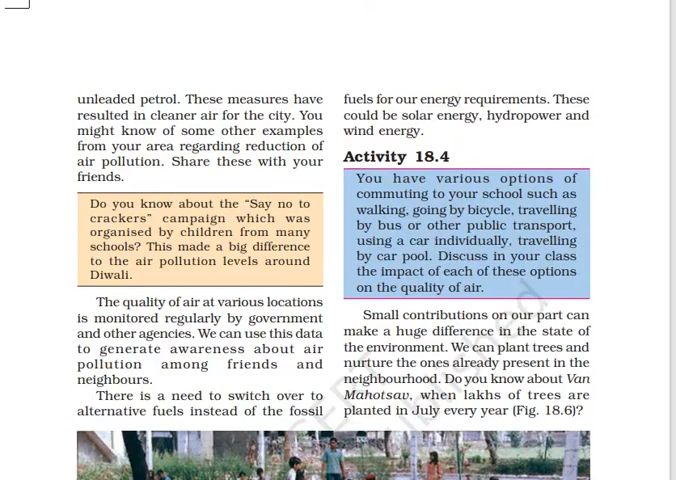 unleaded petrol. These measures have
resulted in cleaner air for the city. You
might know of some other examples
from your area regarding reduction of
air pollution. Share these with your
friends.
Do you know about the “Say no to
crackers” campaign which was
organised by children from many
schools? This made a big difference
to the air pollution levels around
Diwali.
The quality of air at various locations
is monitored regularly by government
and other agencies. We can use this data
to generate awareness about air
pollution among friends and
neighbours.
There is a need to switch over to
alternative fuels instead of the fossil
fuels for our energy requirements. These
could be solar energy, hydropower and
wind energy.
Activity 18.4
You have various options of
commuting to your school such as
walking, going by bicycle, travelling
by bus or other public transport,
using a car individually, travelling
by car pool. Discuss in your class
the impact of each of these options
on the quality of air.
Small contributions on our part can
make a huge difference in the state of
the environment. We can plant trees and
nurture the ones already present in the
neighbourhood. Do you know about Van
Mahotsav, when lakhs of trees are
planted in July every year (Fig. 18.6)?